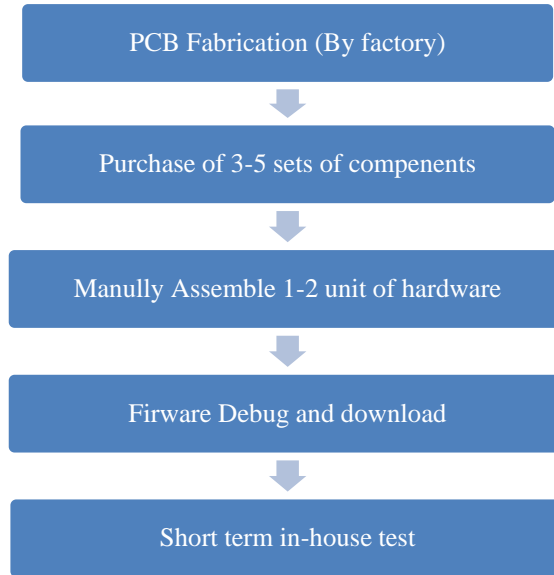 PCB Fabrication (By factory)
Purchase of 3-5 sets of compenents
Manully Assemble 1-2 unit of hardware
Firware Debug and download
Short term in-house test